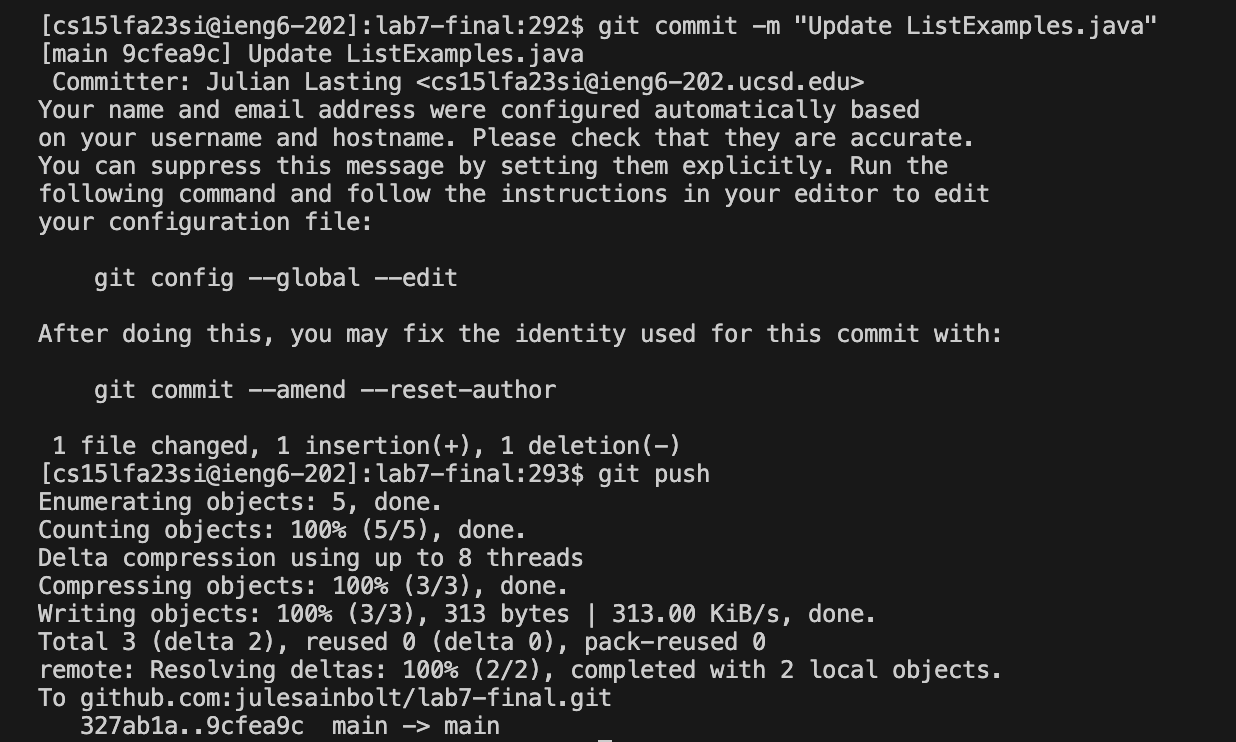 [cs15lfa23si@ieng6-202]:lab7-final:292$ git commit -m "Update ListExamples.java"
[main 9cfea9c] Update ListExamples.java
 Committer: Julian Lasting <cs15lfa23si@ieng6-202.ucsd.edu>
Your name and email address were configured automatically based
on your username and hostname. Please check that they are accurate.
You can suppress this message by setting them explicitly. Run the
following command and follow the instructions in your editor to edit
your configuration file:

    git config --global --edit

After doing this, you may fix the identity used for this commit with:

    git commit --amend --reset-author

 1 file changed, 1 insertion(+), 1 deletion(-)
[cs15lfa23si@ieng6-202]:lab7-final:293$ git push
Enumerating objects: 5, done.
Counting objects: 100% (5/5), done.
Delta compression using up to 8 threads
Compressing objects: 100% (3/3), done.
Writing objects: 100% (3/3), 313 bytes | 313.00 KiB/s, done.
Total 3 (delta 2), reused 0 (delta 0), pack-reused 0
remote: Resolving deltas: 100% (2/2), completed with 2 local objects.
To github.com:julesainbolt/lab7-final.git
   327ab1a..9cfea9c  main -> main